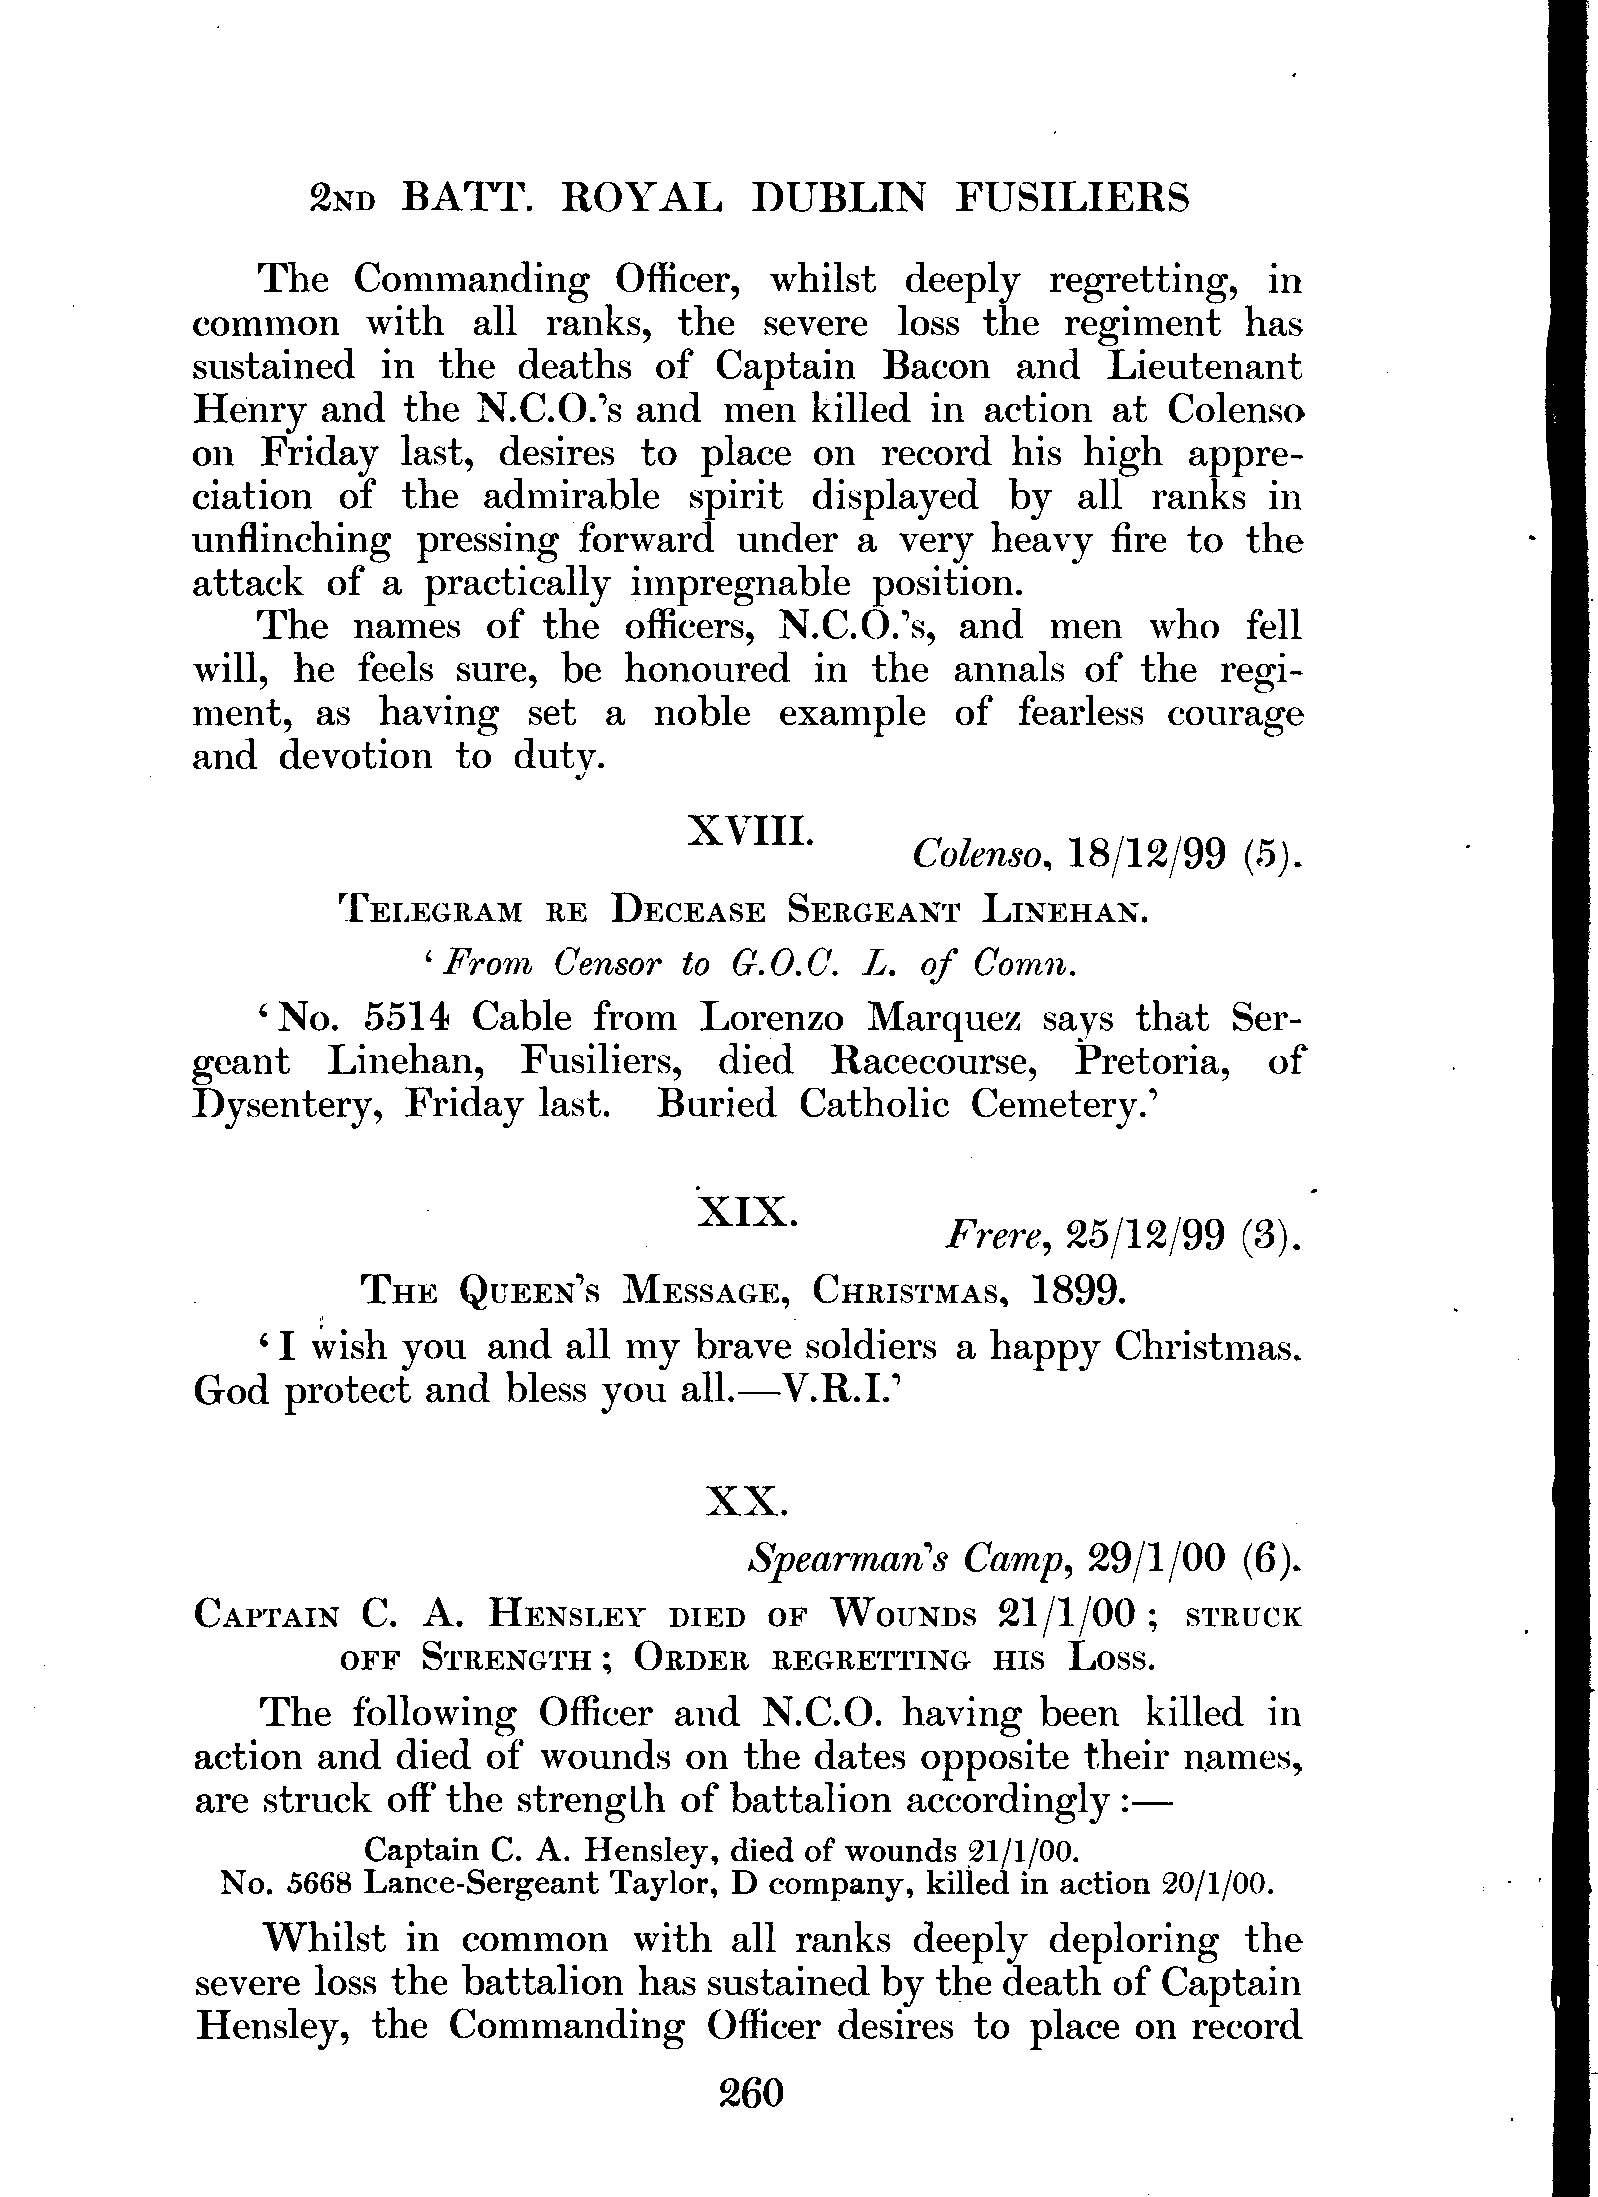 2ND BATT. ROYAL DUBLIN FUSILIERS
The Commanding Officer, whilst deeply regretting, in
common with all ranks, the severe loss the regiment has
sustained in the deaths of Captain Bacon and Lieutenant
Henry and the N.C.O.'s and men killed in action at Colenso
on Friday last, desires to place on record his high appre-
ciation of the admirable spirit displayed by all ranks in
unflinching pressing forward under a very heavy fire to the
attack of a practically impregnable position.
The names of the officers, N.C.O.'s, and men who fell
will, he feels sure, be honoured in the annals of the regi-
ment, as having set a noble example of fearless courage
and devotion to duty.
XVIII.
Colenso, 18/12/99 (5).
TELEGRAM RE DECEASE SERGEANT LINEHAN.
'From Censor to G.O.C. L. of Comn.
'No. 5514 Cable from Lorenzo Marquez says that Ser-
geant Linehan, Fusiliers, died Racecourse, Pretoria, of
Dysentery, Friday last. Buried Catholic Cemetery.'
XIX.
Frere, 25/12/99 (3).
THE QUEEN'S MESSAGE, CHRISTMAS, 1899.
'I wish you and all my brave soldiers a happy Christmas.
God protect and bless you all.—V.R.I.'
XX.
Spearman's Camp, 29/1/00 (6).
CAPTAIN C. A. HENSLEY DIED OF WOUNDS 21/1/00; STRUCK
OFF STRENGTH; ORDER REGRETTING HIS LOSS.
The following Officer and N.C.O. having been killed in
action and died of wounds on the dates opposite their names,
are struck off the strength of battalion accordingly:—
Captain C. A. Hensley, died of wounds 21/1/00.
No. 5668 Lance-Sergeant Taylor, D company, killed in action 20/1/00.
Whilst in common with all ranks deeply deploring the
severe loss the battalion has sustained by the death of Captain
Hensley, the Commanding Officer desires to place on record
260